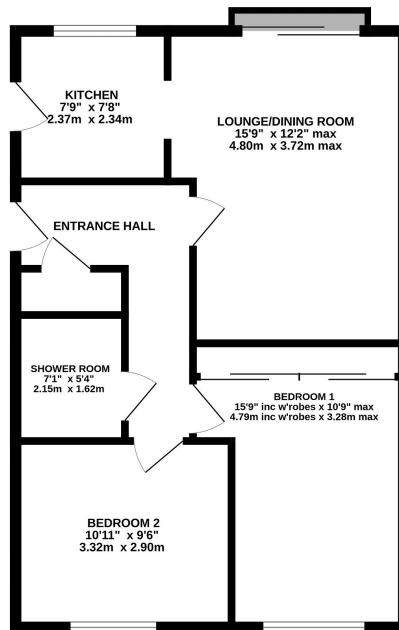 KITCHEN
7'9" x 7'8"
2.37m x 2.34m
LOUNGE/DINING ROOM
15'9" x 12'2" max
4.80m x 3.72m max
ENTRANCE HALL
SHOWER ROOM
7'1" x 5'4"
2.15m x 1.62m
BEDROOM 1
15'9" inc w'robes x 10'9" max
4.79m inc w'robes x 3.28m max
BEDROOM 2
10'11" x 9'6"
3.32m x 2.90m